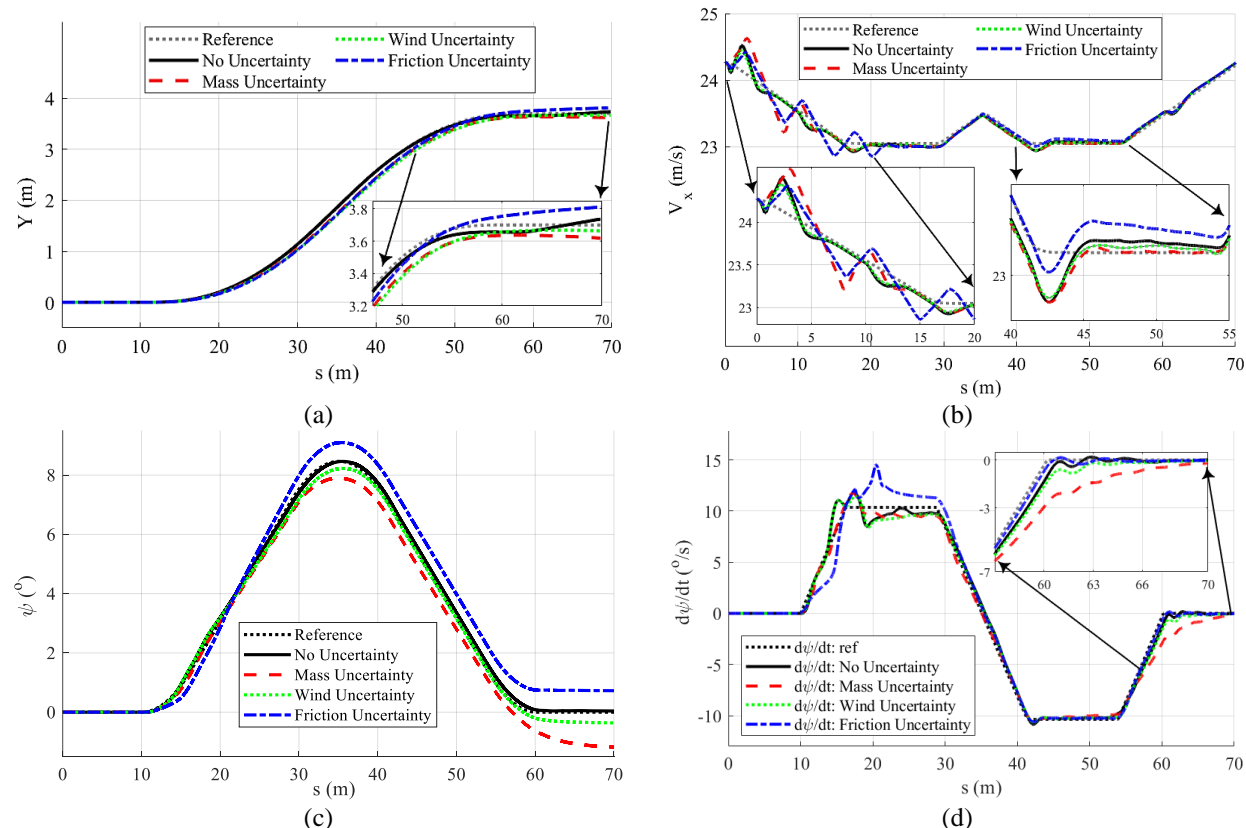 Reference
No Uncertainty
Mass Uncertainty
Wind Uncertainty
Friction Uncertainty
Y (m)
4
3
2
1
0
3.8
3.6
3.4
3.2
50
60
70
0 10 20 30 40 50 60 70
s (m)
(a)
Reference
No Uncertainty
Mass Uncertainty
Wind Uncertainty
Friction Uncertainty
V_x (m/s)
25
24
23
24
23.5
23
0 5 10 15 20
23
40 45 50 55
0 10 20 30 40 50 60 70
s (m)
(b)
ψ (°)
8
6
4
2
0
Reference
No Uncertainty
Mass Uncertainty
Wind Uncertainty
Friction Uncertainty
0 10 20 30 40 50 60 70
s (m)
(c)
dψ/dt (°/s)
15
10
5
0
-5
-10
0
-3
-7
60 63 66 70
dψ/dt: ref
dψ/dt: No Uncertainty
dψ/dt: Mass Uncertainty
dψ/dt: Wind Uncertainty
dψ/dt: Friction Uncertainty
0 10 20 30 40 50 60 70
s (m)
(d)